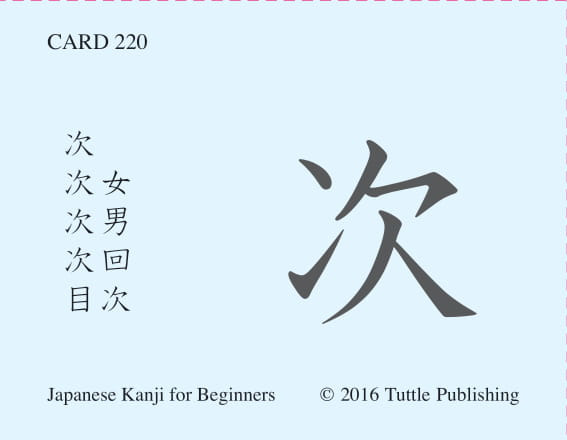 CARD 220
次
次女
次男
次回
目次
次
Japanese Kanji for Beginners
© 2016 Tuttle Publishing